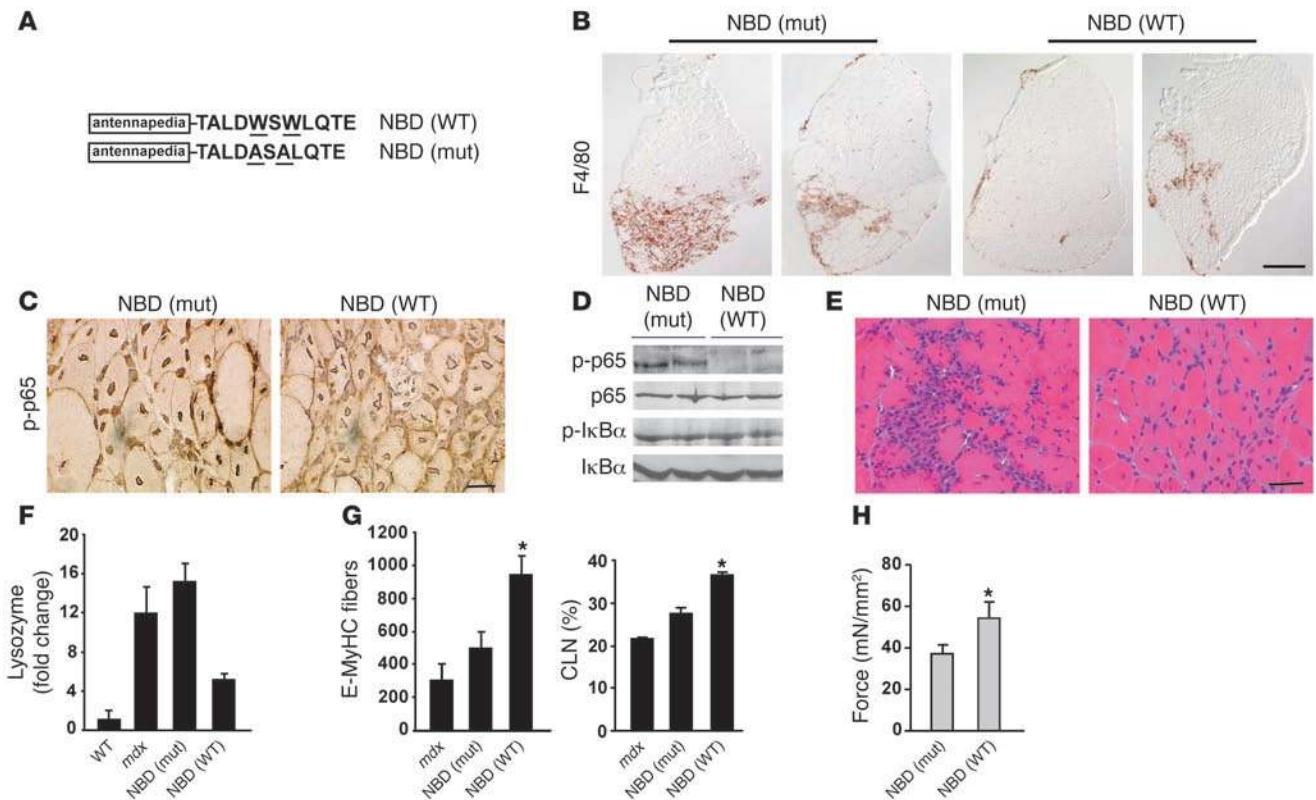 A
antennapedia -TALDWSWLQTE NBD (WT)
antennapedia -TALDASALQTE NBD (mut)
B
NBD (mut) NBD (WT)
F4/80
C
NBD (mut) NBD (WT)
p-p65
D
NBD (mut) NBD (WT)
p-p65
p65
p-IκBα
IκBα
E
NBD (mut) NBD (WT)
F
Lysozyme
(fold change)
20
16
12
8
4
0
WT mdx NBD (mut) NBD (WT)
G
E-MyHC fibers
1200
1000
800
600
400
200
0
*
mdx NBD (mut) NBD (WT)
CLN (%)
40
30
20
10
0
*
mdx NBD (mut) NBD (WT)
H
Force (mN/mm²)
80
60
40
20
0
*
NBD (mut) NBD (WT)